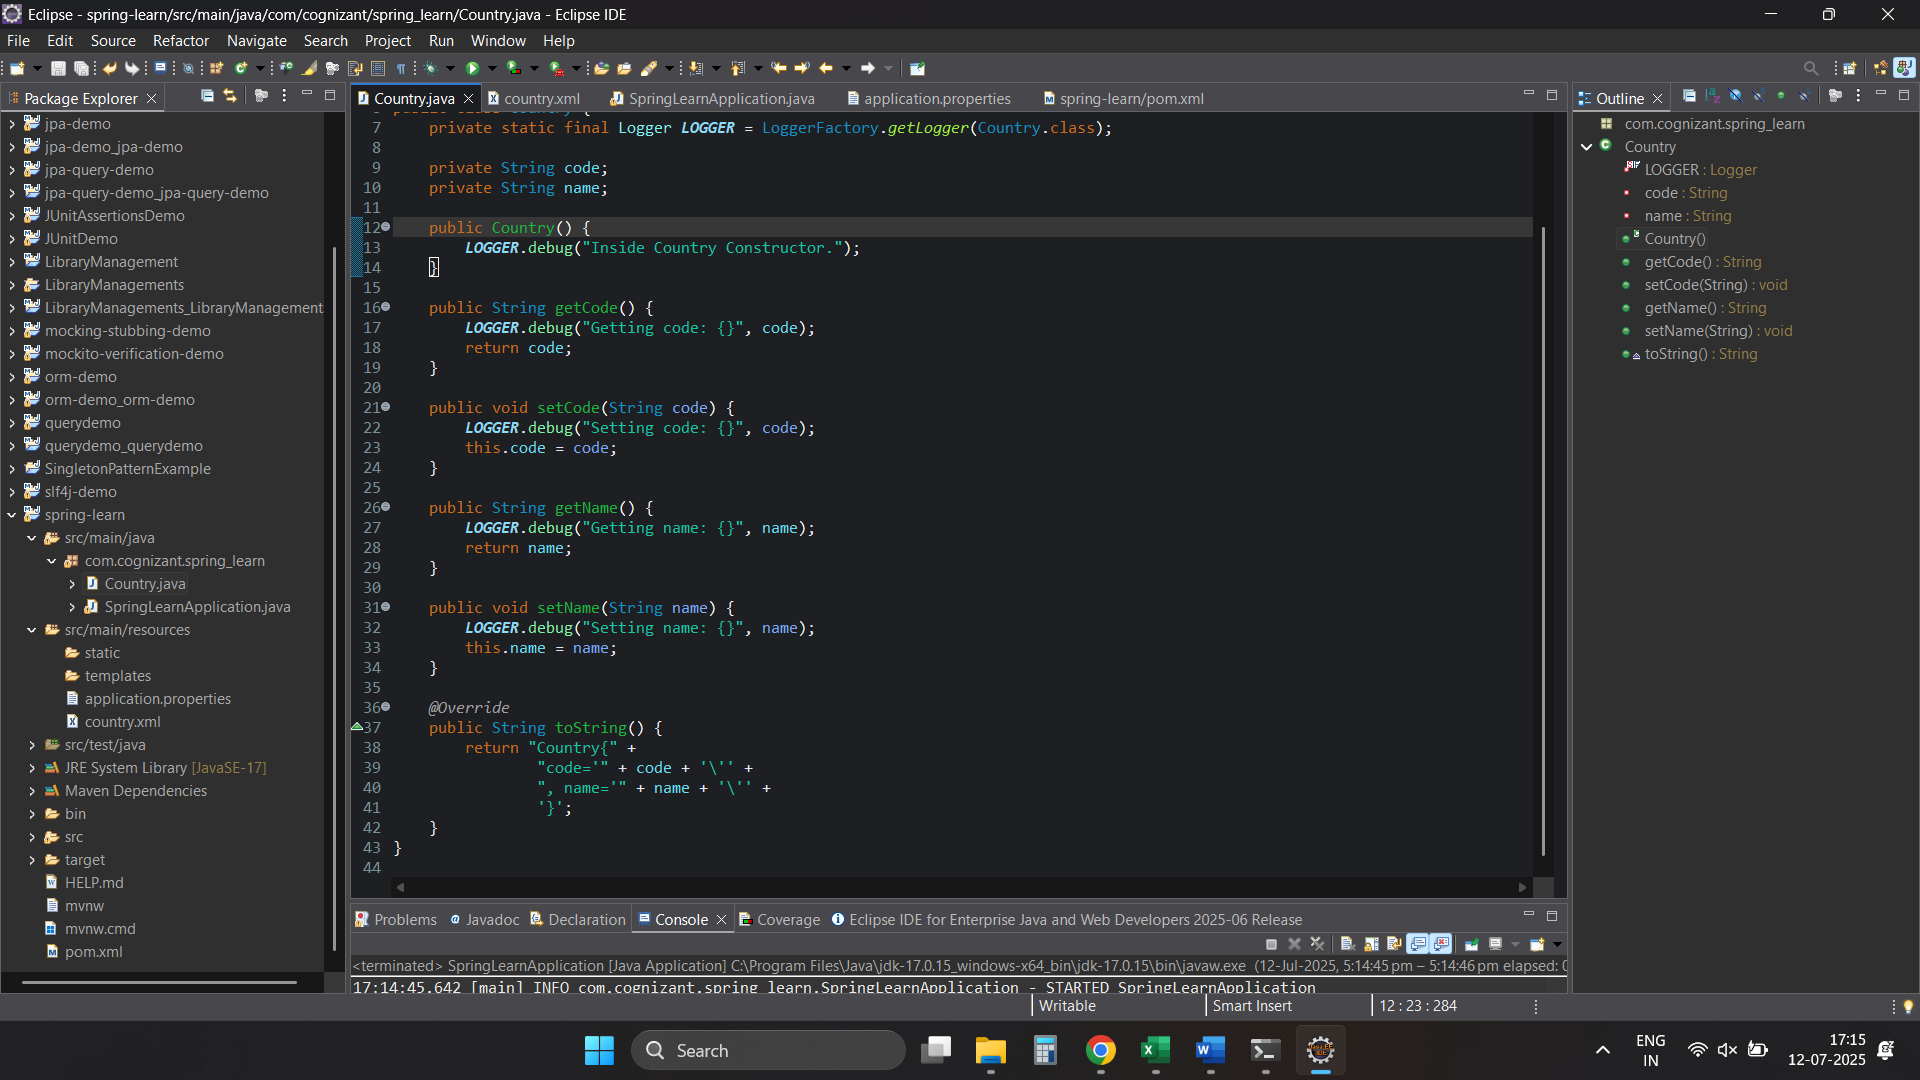 Eclipse - spring-learn/src/main/java/com/cognizant/spring_learn/Country.java - Eclipse IDE
File Edit Source Refactor Navigate Search Project Run Window Help
Package Explorer
jpa-demo
jpa-demo_jpa-demo
jpa-query-demo
jpa-query-demo_jpa-query-demo
JUnitAssertionsDemo
JUnitDemo
LibraryManagement
LibraryManagements
LibraryManagements_LibraryManagement
mocking-stubbing-demo
mockito-verification-demo
orm-demo
orm-demo_orm-demo
querydemo
querydemo_querydemo
SingletonPatternExample
slf4j-demo
spring-learn
src/main/java
com.cognizant.spring_learn
Country.java
SpringLearnApplication.java
src/main/resources
static
templates
application.properties
country.xml
src/test/java
JRE System Library [JavaSE-17]
Maven Dependencies
bin
src
target
HELP.md
mvnw
mvnw.cmd
pom.xml
Country.java country.xml SpringLearnApplication.java application.properties spring-learn/pom.xml
7 private static final Logger LOGGER = LoggerFactory.getLogger(Country.class);
8
9 private String code;
10 private String name;
11
12 public Country() {
13 LOGGER.debug("Inside Country Constructor.");
14 }
15
16 public String getCode() {
17 LOGGER.debug("Getting code: {}", code);
18 return code;
19 }
20
21 public void setCode(String code) {
22 LOGGER.debug("Setting code: {}", code);
23 this.code = code;
24 }
25
26 public String getName() {
27 LOGGER.debug("Getting name: {}", name);
28 return name;
29 }
30
31 public void setName(String name) {
32 LOGGER.debug("Setting name: {}", name);
33 this.name = name;
34 }
35
36 @Override
37 public String toString() {
38 return "Country{" +
39 "code='" + code + '\'' +
40 ", name='" + name + '\'' +
41 '}';
42 }
43 }
44
Outline
com.cognizant.spring_learn
Country
LOGGER : Logger
code : String
name : String
Country()
getCode() : String
setCode(String) : void
getName() : String
setName(String) : void
toString() : String
Problems Javadoc Declaration Console Coverage Eclipse IDE for Enterprise Java and Web Developers 2025-06 Release
<terminated> SpringLearnApplication [Java Application] C:\Program Files\Java\jdk-17.0.15_windows-x64_bin\jdk-17.0.15\bin\javaw.exe (12-Jul-2025, 5:14:45 pm – 5:14:46 pm elapsed: 0
17:14:45.642 [main] INFO com.cognizant.spring_learn.SpringLearnApplication - STARTED SpringLearnApplication
Writable Smart Insert 12 : 23 : 284
Search
ENG
IN
17:15
12-07-2025